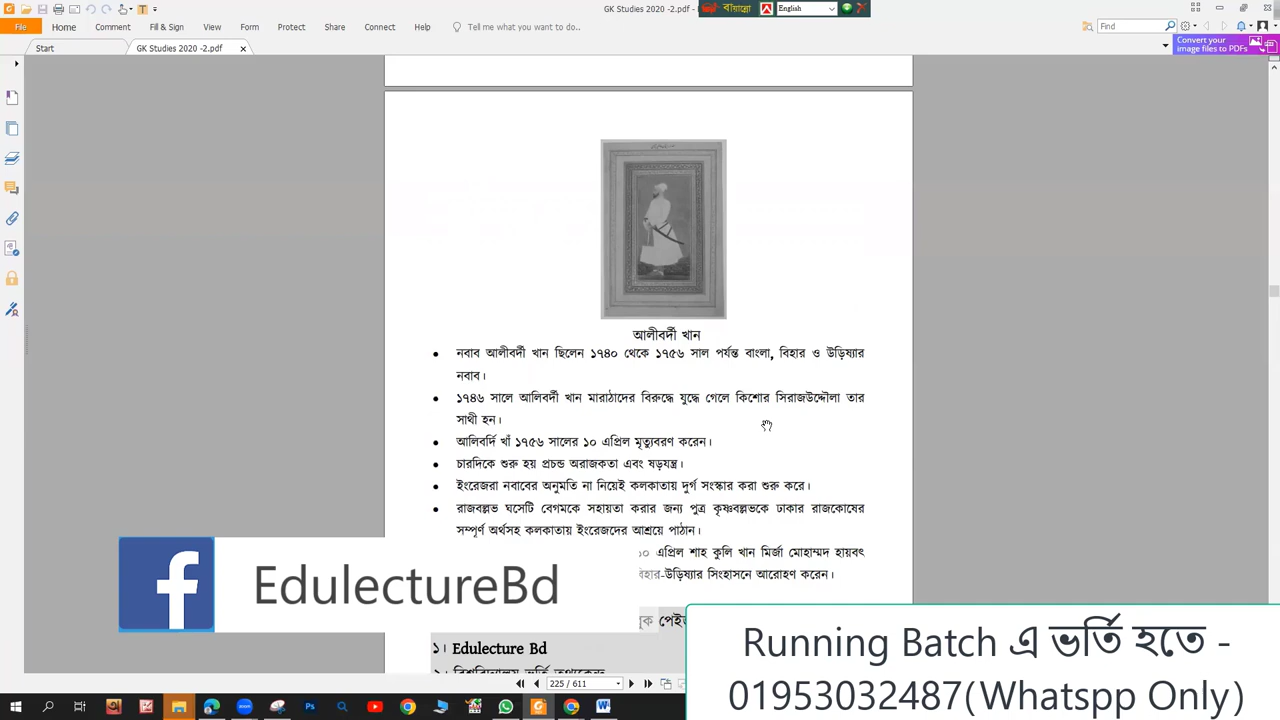 GK Studies 2020 -2.pdf -
বায়ান্নো
English
File
Home
Comment
Fill & Sign
View
Form
Protect
Share
Connect
Help
Tell me what you want to do..
Find
Start
GK Studies 2020 -2.pdf
Convert your
image files to PDFs
আলীবর্দী খান
নবাব আলীবর্দী খান ছিলেন ১৭৪০ থেকে ১৭৫৬ সাল পর্যন্ত বাংলা, বিহার ও উড়িষ্যার
নবাব।
১৭৪৬ সালে আলিবর্দী খান মারাঠাদের বিরুদ্ধে যুদ্ধে গেলে কিশোর সিরাজউদ্দৌলা তার
সাথী হন।
আলিবর্দি খাঁ ১৭৫৬ সালের ১০ এপ্রিল মৃত্যুবরণ করেন।
চারদিকে শুরু হয় প্রচন্ড অরাজকতা এবং ষড়যন্ত্র।
ইংরেজরা নবাবের অনুমতি না নিয়েই কলকাতায় দুর্গ সংস্কার করা শুরু করে।
রাজবল্লভ ঘসেটি বেগমকে সহায়তা করার জন্য পুত্র কৃষ্ণবল্লভকে ঢাকার রাজকোষের
সম্পূর্ণ অর্থসহ কলকাতায় ইংরেজদের আশ্রয়ে পাঠান।
১০ এপ্রিল শাহ কুলি খান মির্জা মোহাম্মদ হায়বৎ
বিহার-উড়িষ্যার সিংহাসনে আরোহণ করেন।
EdulectureBd
১। Edulecture Bd
Running Batch এ ভর্তি হতে -
01953032487(Whatspp Only)
225 / 611